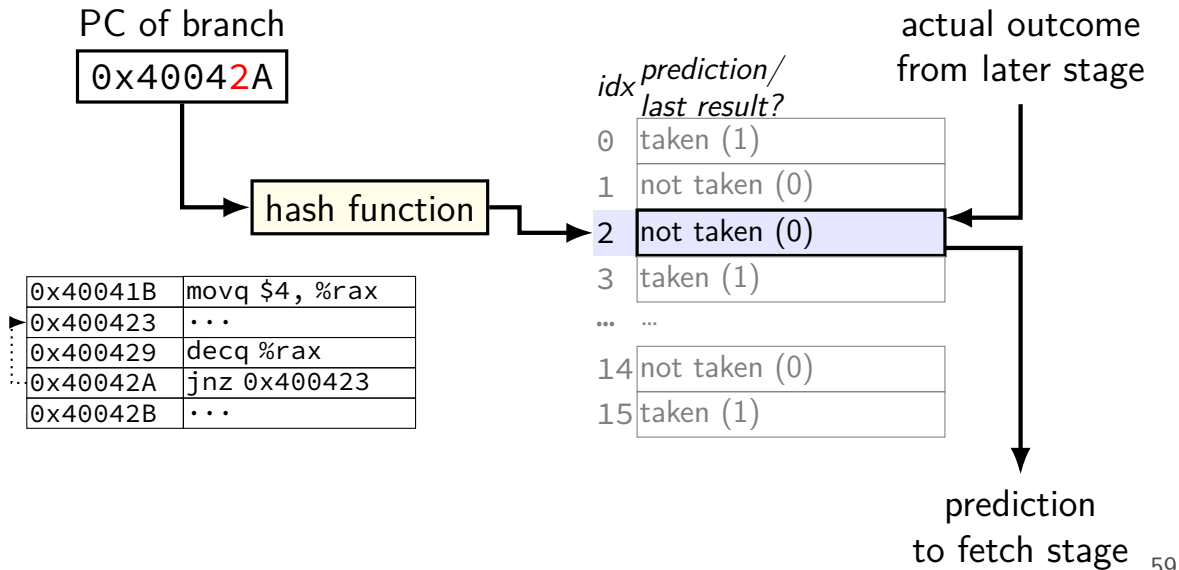 PC of branch
0x40042A
hash function
0x40041B movq $4, %rax
0x400423 ···
0x400429 decq %rax
0x40042A jnz 0x400423
0x40042B ···
idx prediction/
last result?
0 taken (1)
1 not taken (0)
2 not taken (0)
3 taken (1)
… …
14 not taken (0)
15 taken (1)
actual outcome
from later stage
prediction
to fetch stage
59